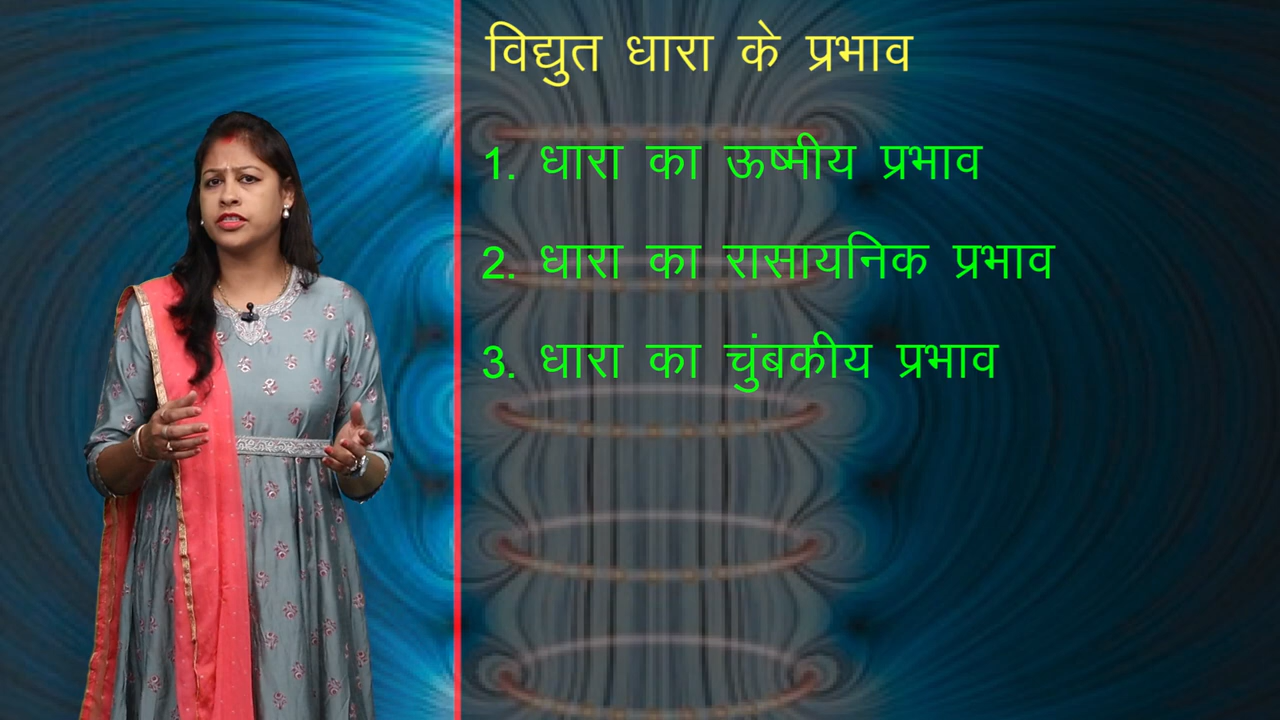 विद्युत धारा के प्रभाव
1. धारा का ऊष्मीय प्रभाव
2. धारा का रासायनिक प्रभाव
3. धारा का चुंबकीय प्रभाव